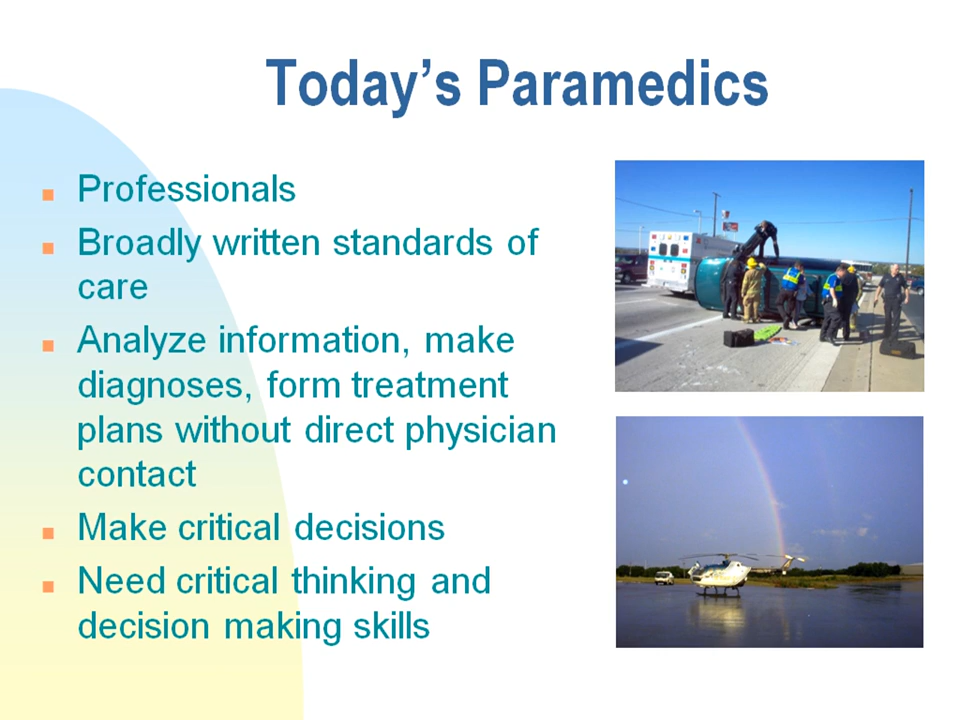 Today’s Paramedics
Professionals
Broadly written standards of
care
Analyze information, make
diagnoses, form treatment
plans without direct physician
contact
Make critical decisions
Need critical thinking and
decision making skills